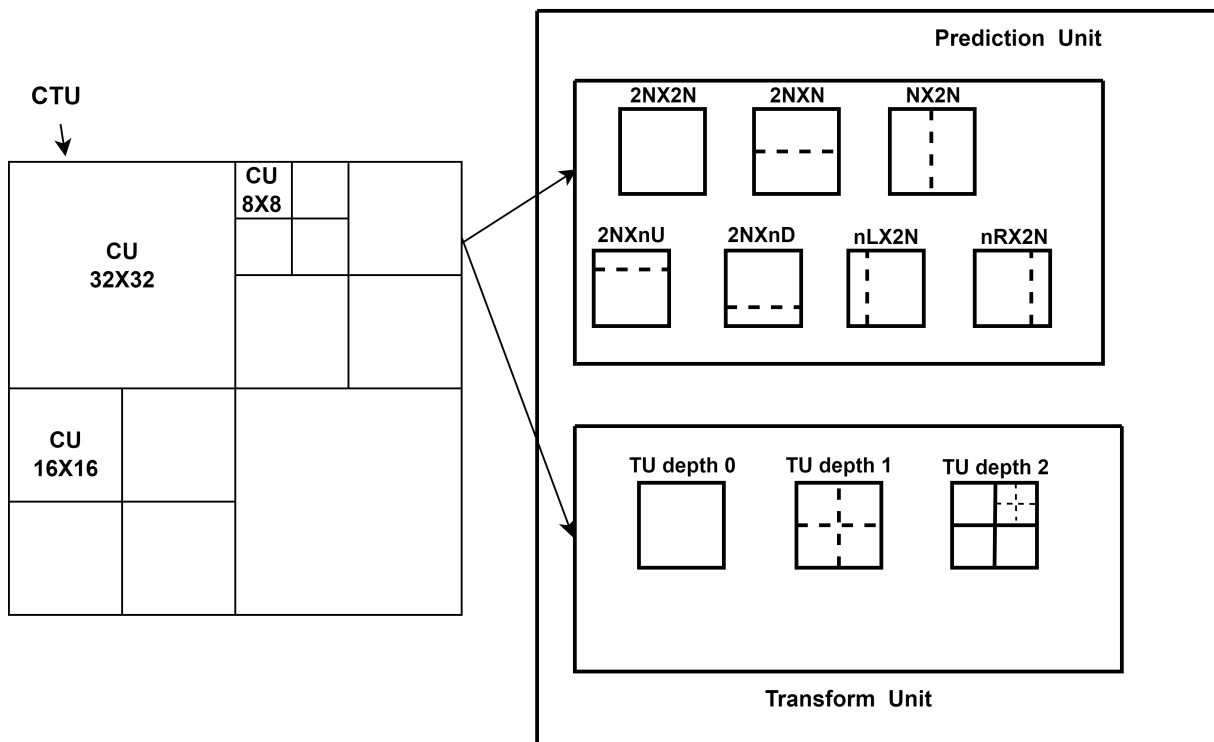 Prediction Unit
CTU
2NX2N
2NXN
NX2N
CU
8X8
CU
32X32
2NXnU
2NXnD
nLX2N
nRX2N
CU
16X16
TU depth 0
TU depth 1
TU depth 2
Transform Unit